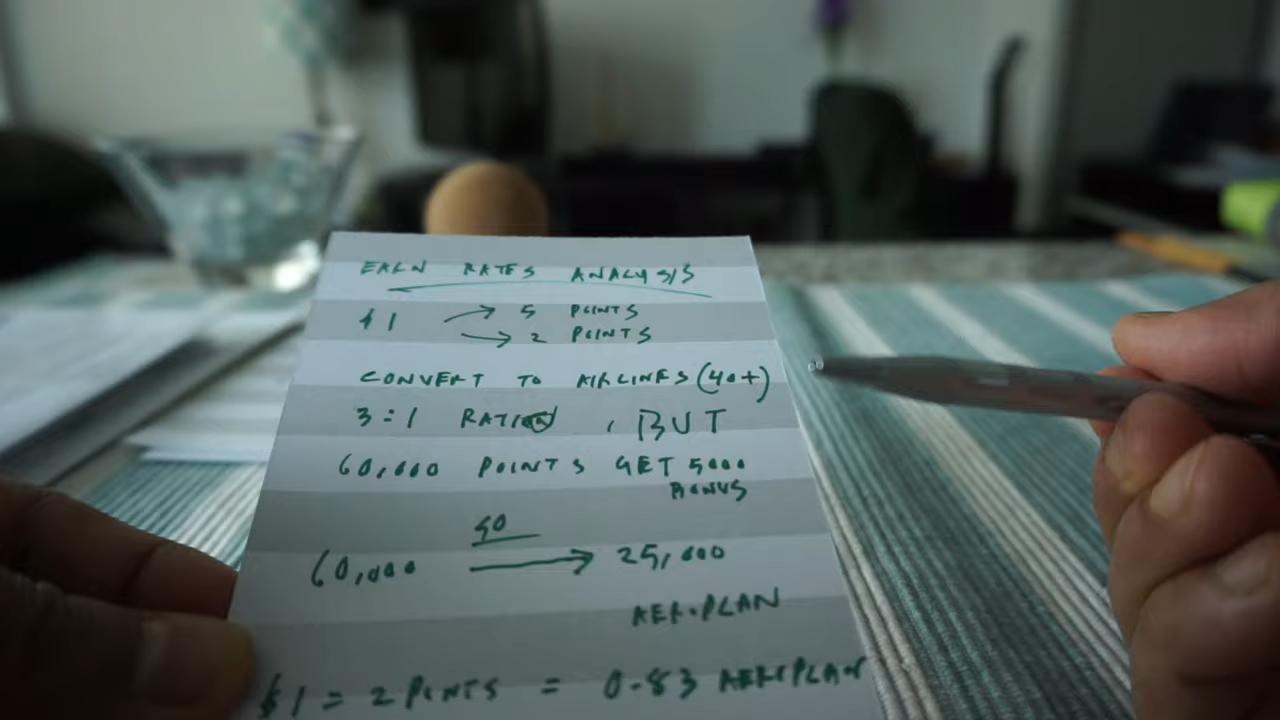 EARN RATES ANALYSIS
$1 → 5 POINTS
→ 2 POINTS
CONVERT TO AIRLINES (40+)
3:1 RATIO, BUT
60,000 POINTS GET 5000
BONUS
SO
60,000 → 25,000
AEROPLAN
$1 = 2 POINTS = 0.83 AEROPLAN